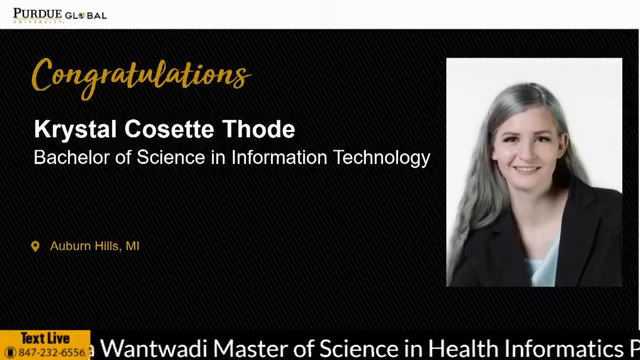 PURDUE GLOBAL
UNIVERSITY
Congratulations
Krystal Cosette Thode
Bachelor of Science in Information Technology
Auburn Hills, MI
Text Live
847-232-6556
Wantwadi Master of Science in Health Informatics